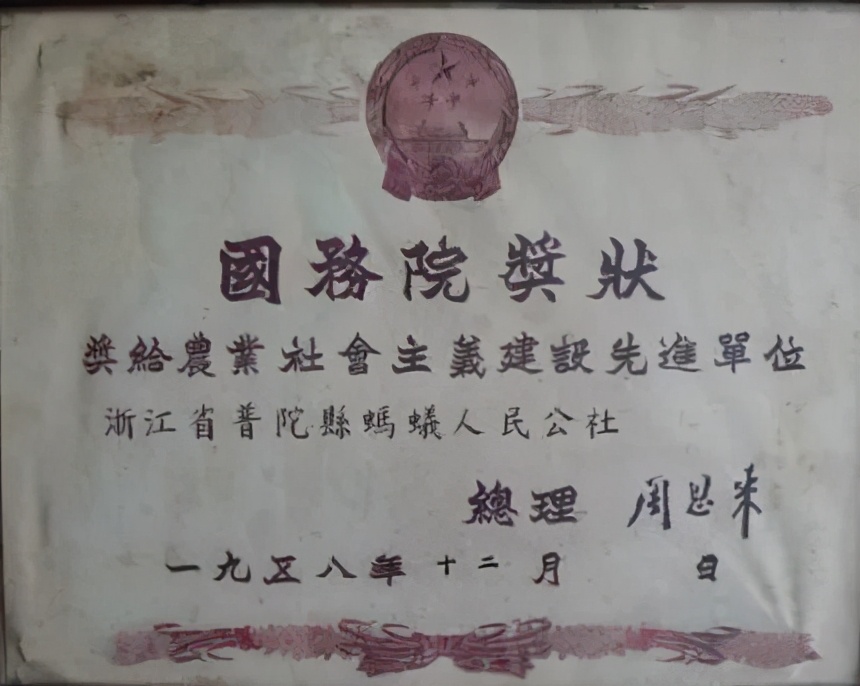 國務院獎狀
獎給農業社會主義建設先進單位
浙江省普陀縣螞蟻人民公社
總理 周恩来
一九五八年十二月 日